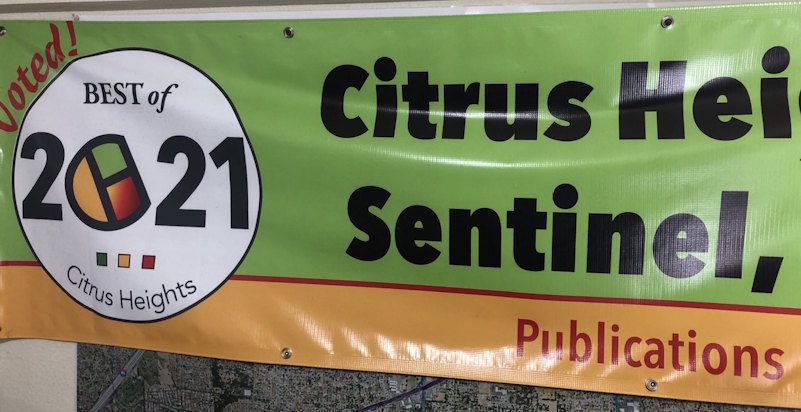 Voted!
BEST of
2021
Citrus Heights
Citrus Hei
Sentinel,
Publications